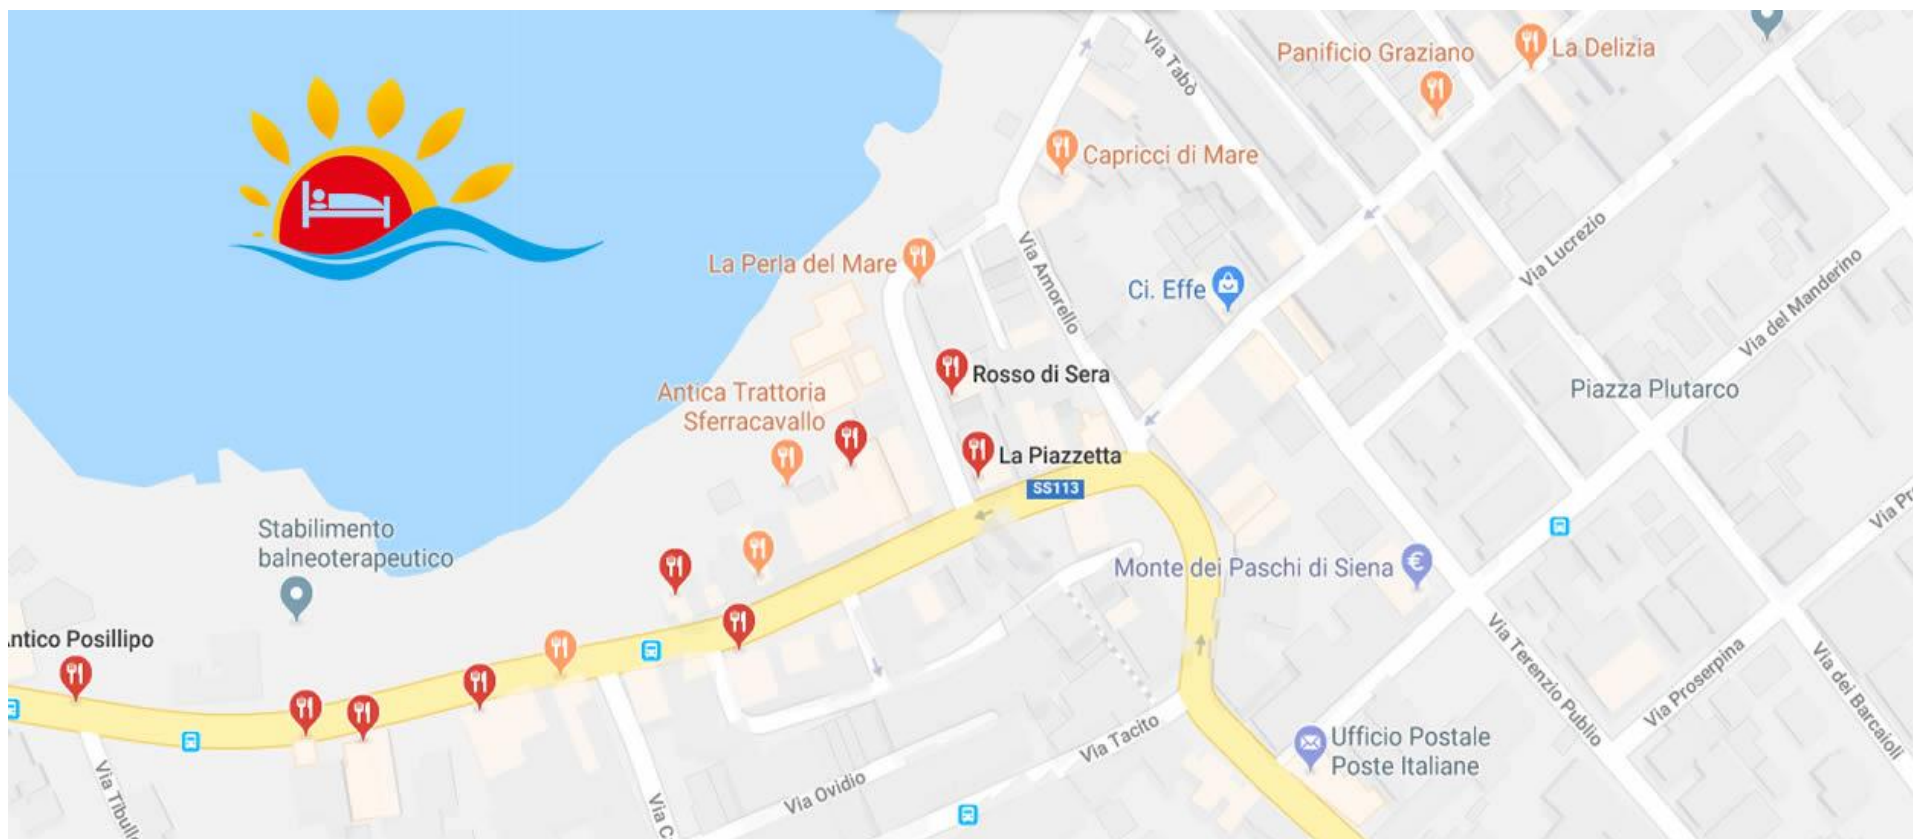 Via Tabò
Panificio Graziano
La Delizia
Capricci di Mare
La Perla del Mare
Via Amorello
Ci. Effe
Via Lucrezio
Via del Manderino
Rosso di Sera
Antica Trattoria
Sferracavallo
Piazza Plutarco
La Piazzetta
SS113
Stabilimento
balneoterapeutico
Monte dei Paschi di Siena
€
Via Pr
ntico Posillipo
Via Terenzio Publio
Via Proserpina
Via dei Barcaioli
Via Tacito
Ufficio Postale
Poste Italiane
Via Ovidio
Via Tibull
Via C